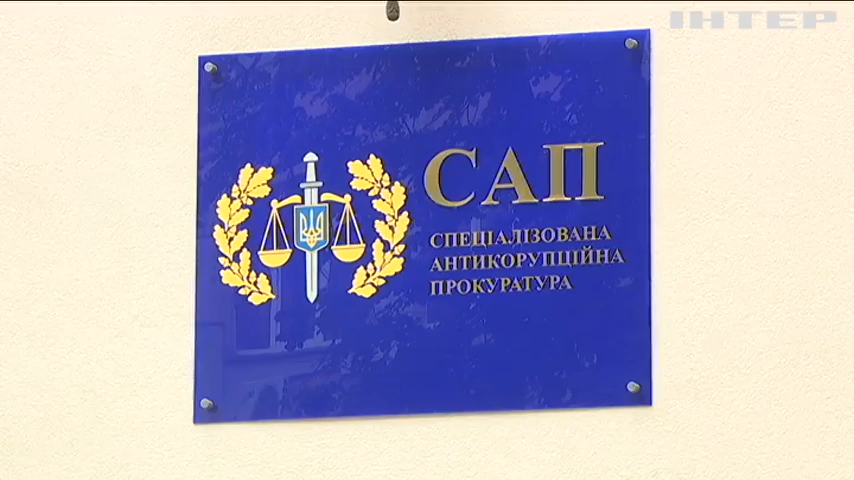 ІНТЕР
САП
СПЕЦІАЛІЗОВАНА
АНТИКОРУПЦІЙНА
ПРОКУРАТУРА